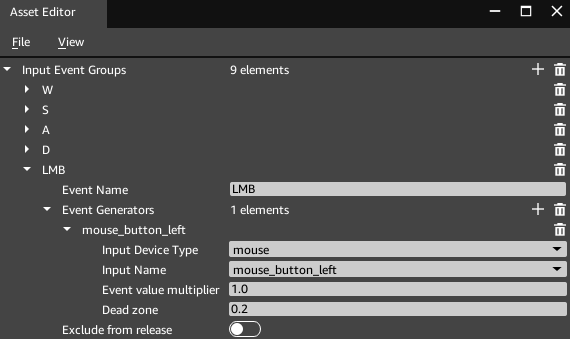 Asset Editor
File View
Input Event Groups 9 elements
W
S
A
D
LMB
Event Name LMB
Event Generators 1 elements
mouse_button_left
Input Device Type mouse
Input Name mouse_button_left
Event value multiplier 1.0
Dead zone 0.2
Exclude from release